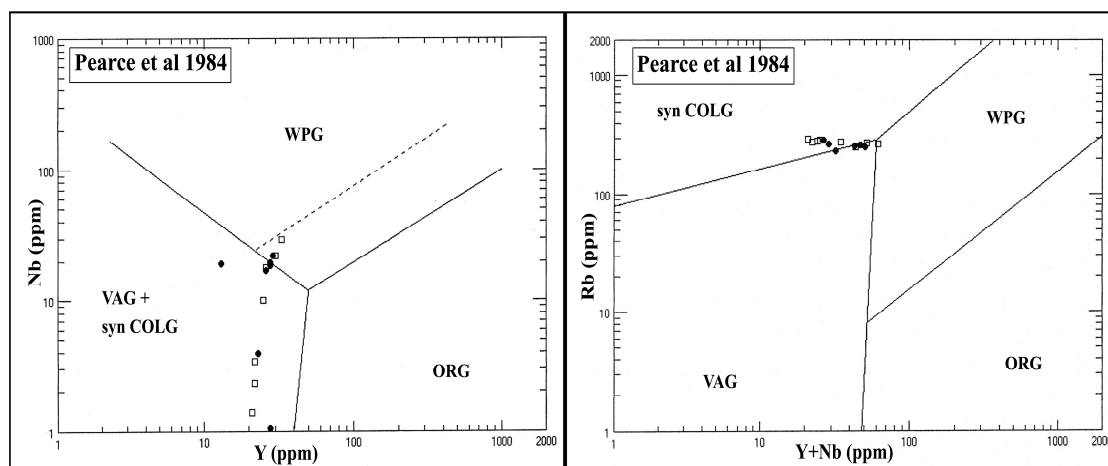 Pearce et al 1984
1000
100
10
1
Nb (ppm)
WPG
VAG +
syn COLG
ORG
1
10
100
1000
2000
Y (ppm)
Pearce et al 1984
2000
1000
100
10
1
Rb (ppm)
syn COLG
WPG
VAG
ORG
1
10
100
1000
2000
Y+Nb (ppm)